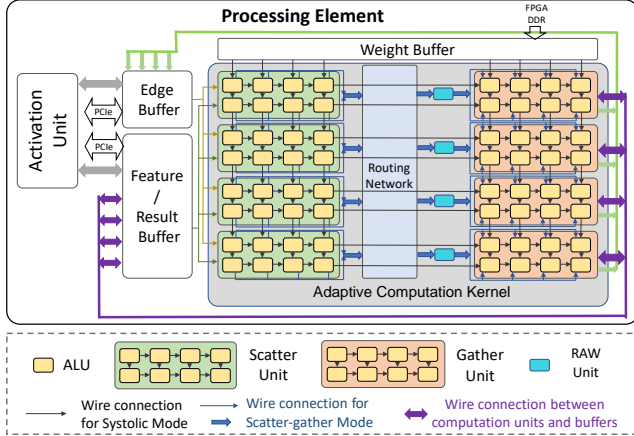 Processing Element
FPGA
DDR
Weight Buffer
Activation
Unit
PCIe
PCIe
Edge
Buffer
Feature
/
Result
Buffer
Routing
Network
Adaptive Computation Kernel
ALU
Scatter
Unit
Gather
Unit
RAW
Unit
Wire connection
for Systolic Mode
Wire connection for
Scatter-gather Mode
Wire connection between
computation units and buffers